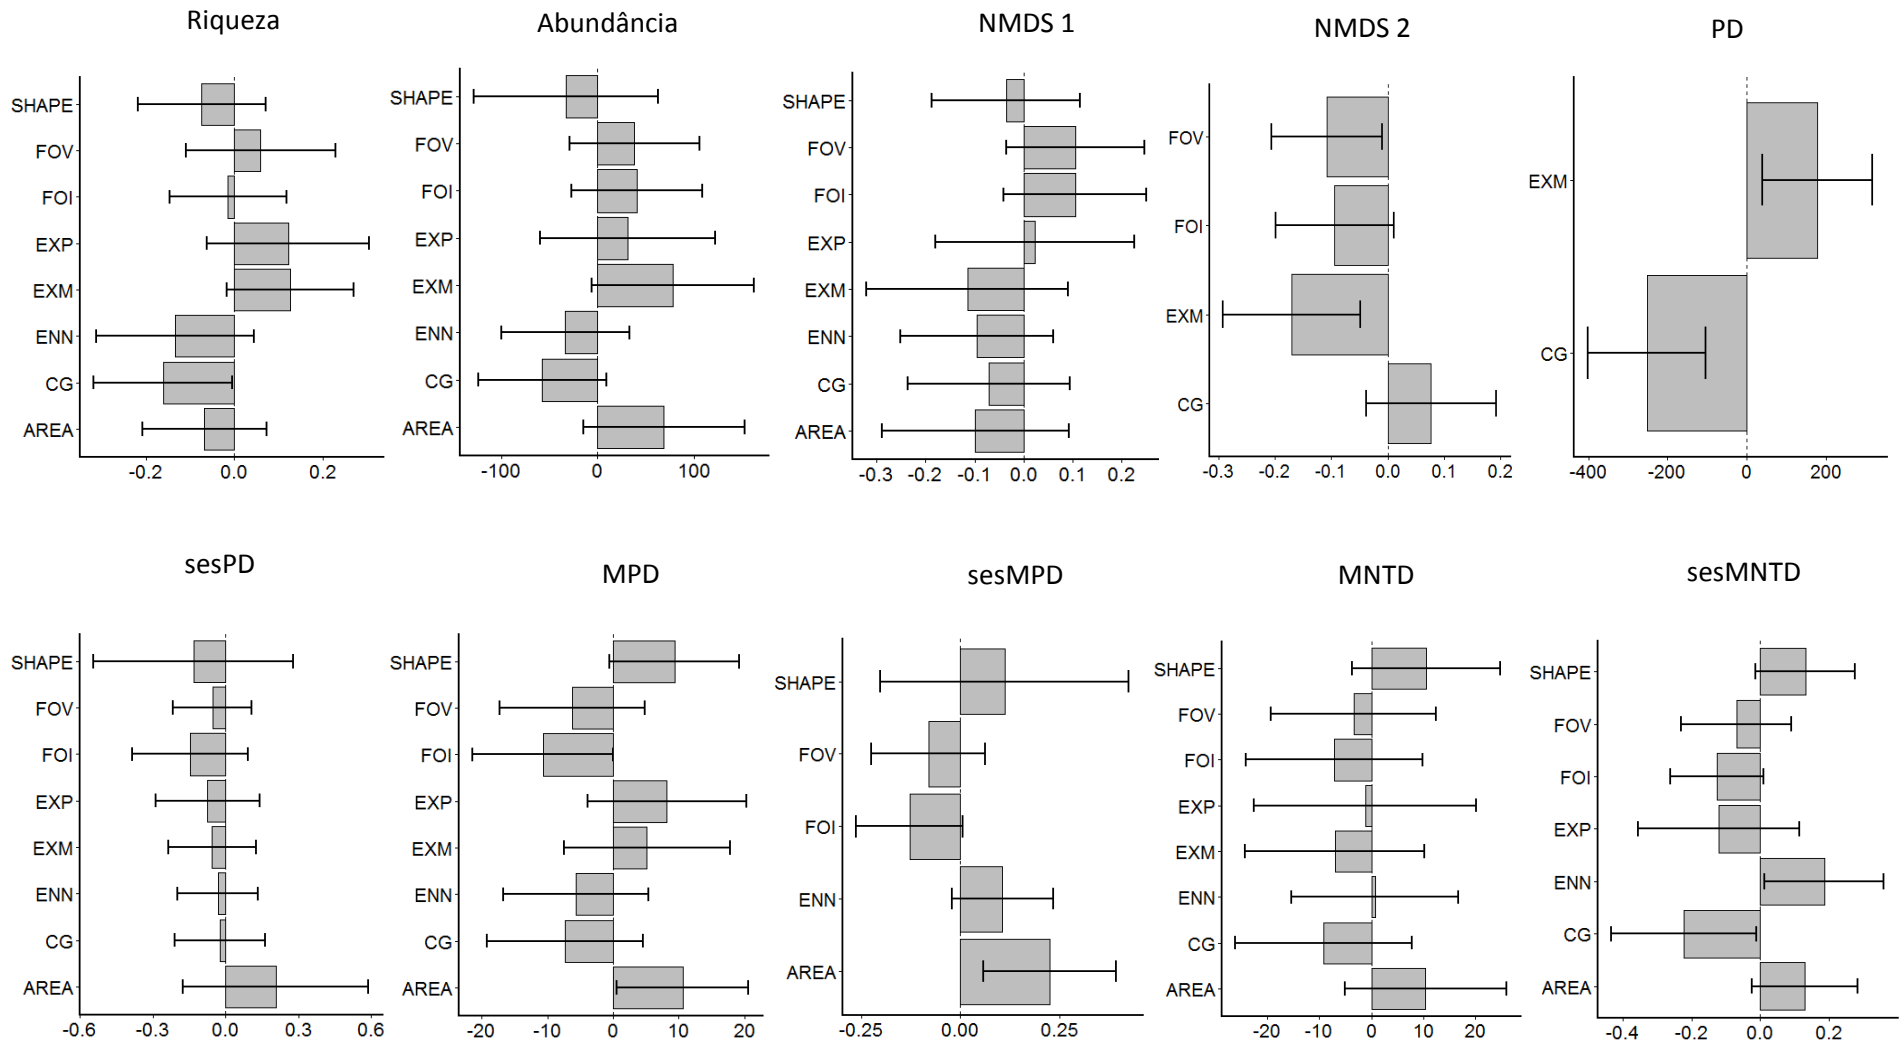 Riqueza
SHAPE
FOV
FOI
EXP
EXM
ENN
CG
AREA
-0.2 0.0 0.2
Abundância
SHAPE
FOV
FOI
EXP
EXM
ENN
CG
AREA
-100 0 100
NMDS 1
SHAPE
FOV
FOI
EXP
EXM
ENN
CG
AREA
-0.3 -0.2 -0.1 0.0 0.1 0.2
NMDS 2
FOV
FOI
EXM
CG
-0.3 -0.2 -0.1 0.0 0.1 0.2
PD
EXM
CG
-400 -200 0 200
sesPD
SHAPE
FOV
FOI
EXP
EXM
ENN
CG
AREA
-0.6 -0.3 0.0 0.3 0.6
MPD
SHAPE
FOV
FOI
EXP
EXM
ENN
CG
AREA
-20 -10 0 10 20
sesMPD
SHAPE
FOV
FOI
ENN
AREA
-0.25 0.00 0.25
MNTD
SHAPE
FOV
FOI
EXP
EXM
ENN
CG
AREA
-20 -10 0 10 20
sesMNTD
SHAPE
FOV
FOI
EXP
ENN
CG
AREA
-0.4 -0.2 0.0 0.2